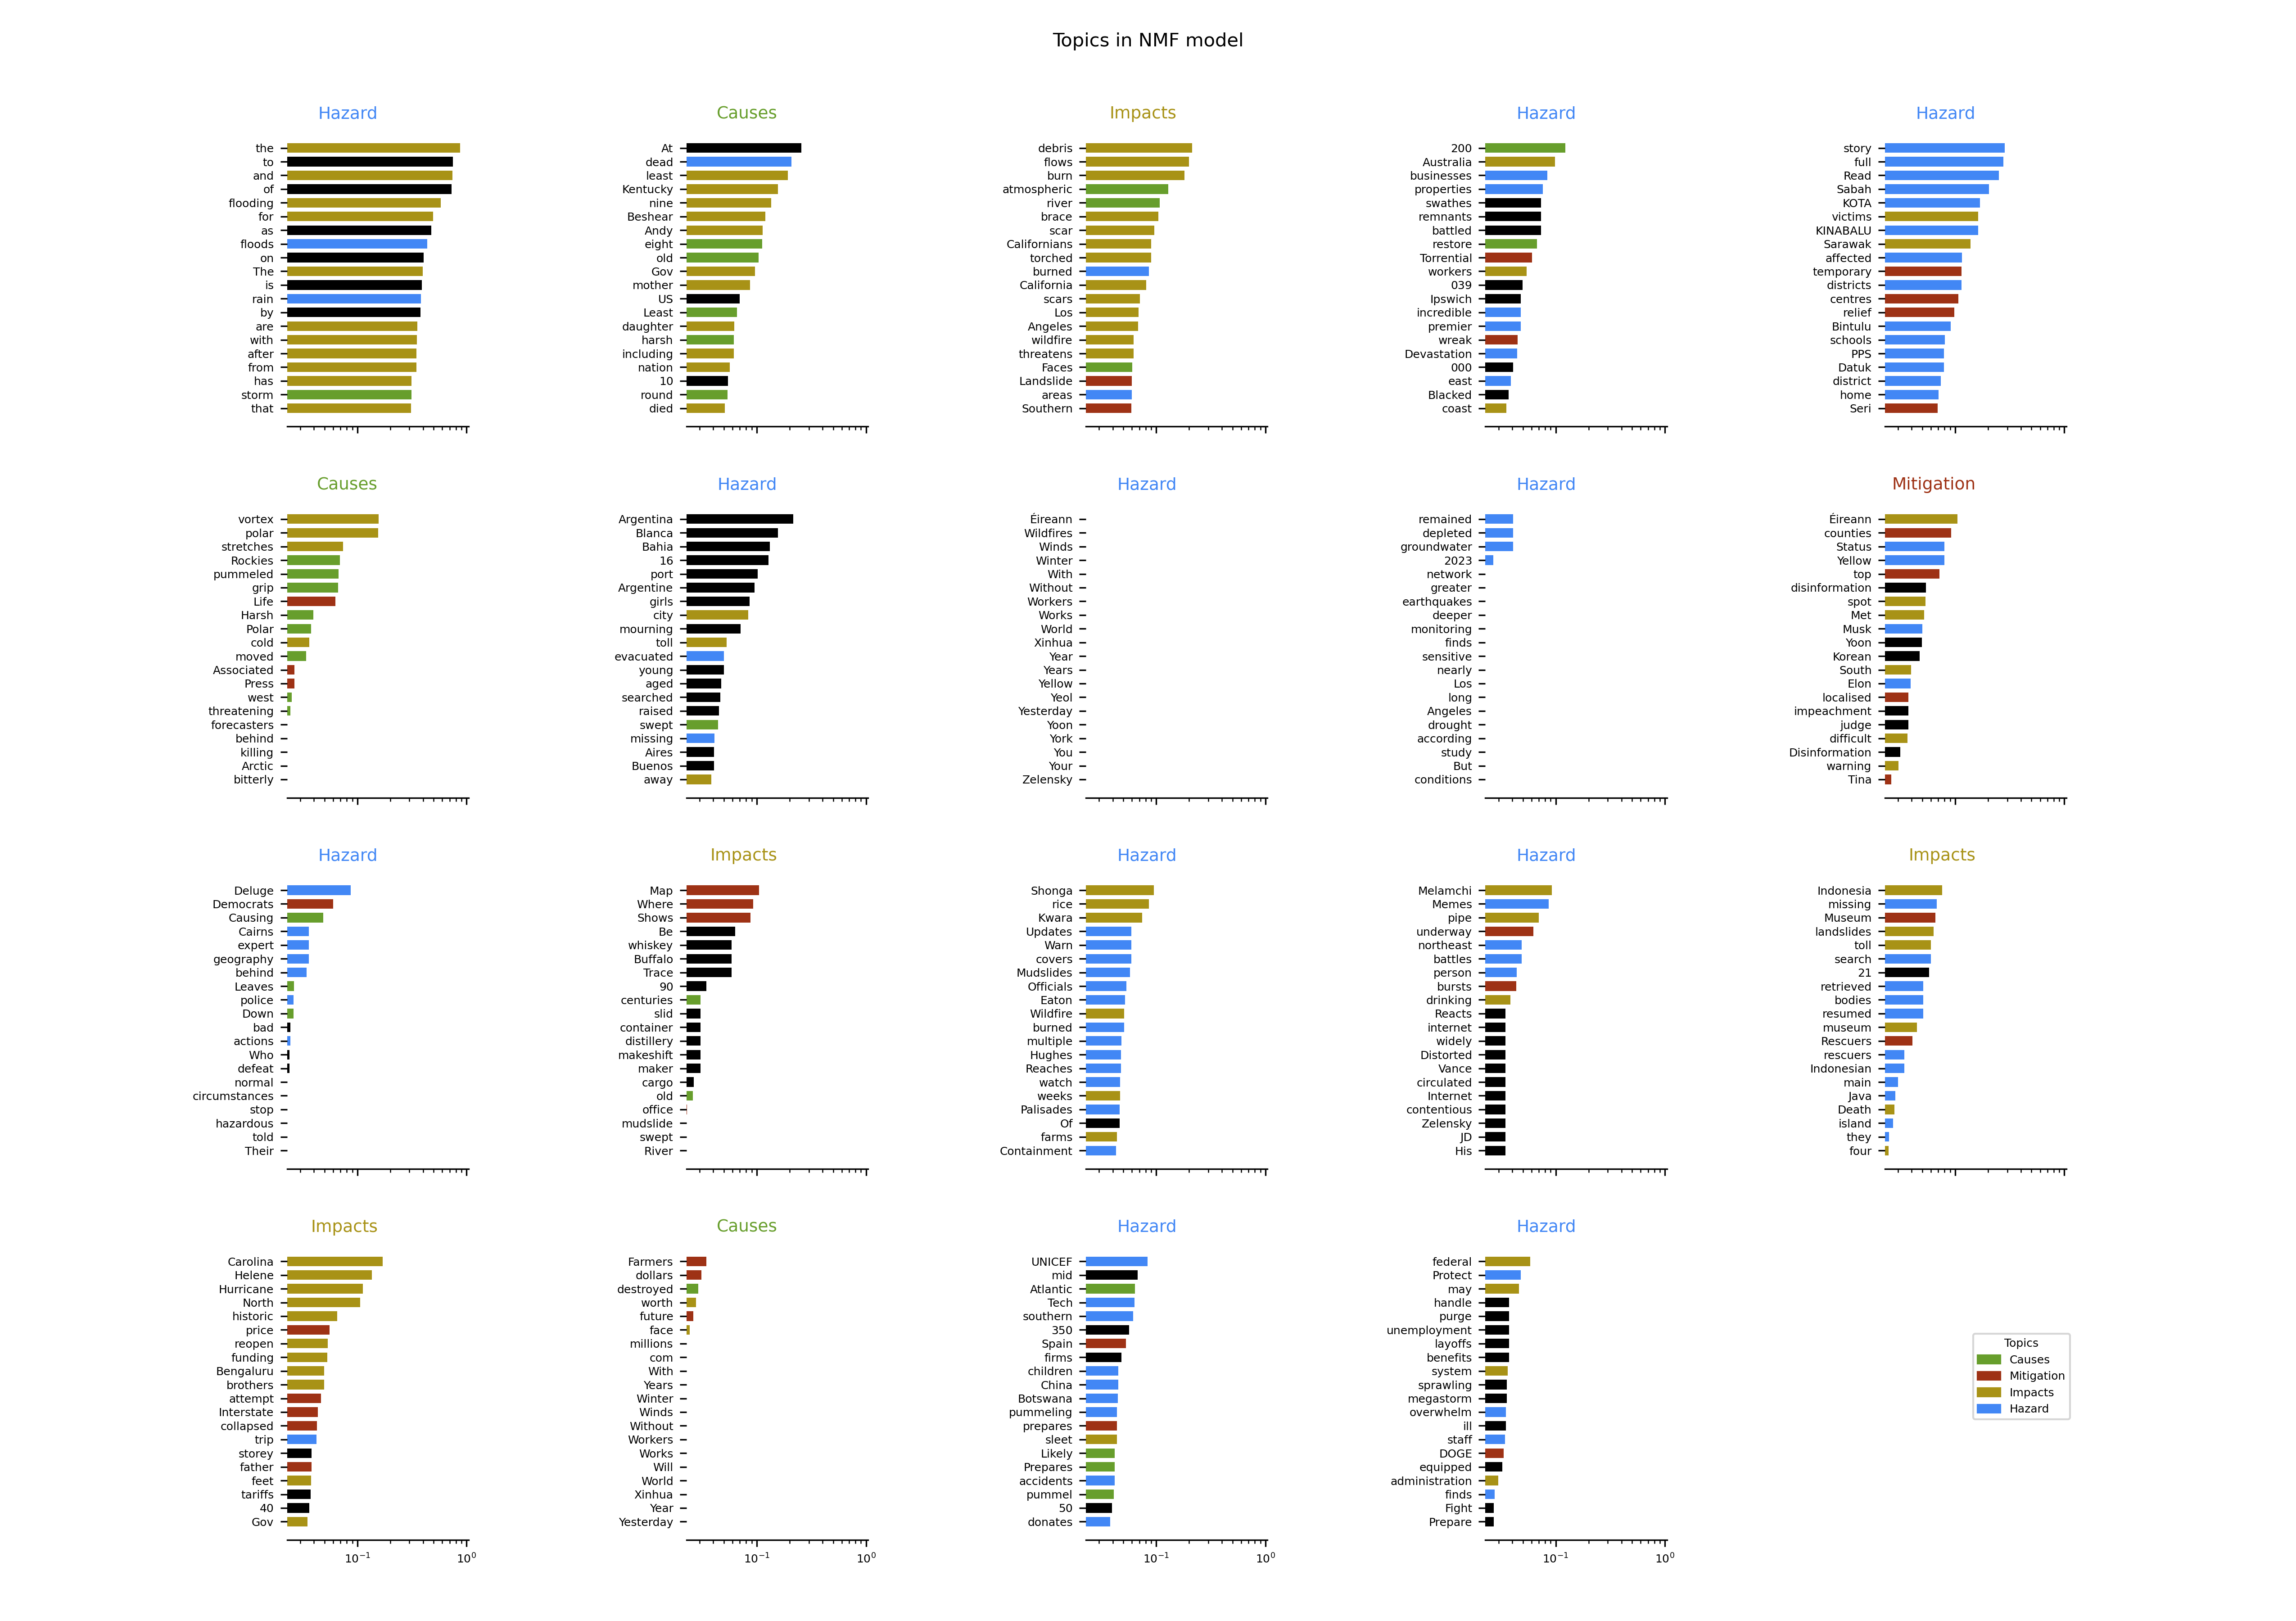 Topics in NMF model
Hazard
the
to
and
of
flooding
for
as
floods
on
The
is
rain
by
are
with
after
from
has
storm
that
Causes
At
dead
least
Kentucky
nine
Beshear
Andy
eight
old
Gov
mother
US
Least
daughter
harsh
including
nation
10
round
died
Impacts
debris
flows
burn
atmospheric
river
brace
scar
Californians
torched
burned
California
scars
Los
Angeles
wildfire
threatens
Faces
Landslide
areas
Southern
Hazard
200
Australia
businesses
properties
swathes
remnants
battled
restore
Torrential
workers
039
Ipswich
incredible
premier
wreak
Devastation
000
east
Blacked
coast
Hazard
story
full
Read
Sabah
KOTA
victims
KINABALU
Sarawak
affected
temporary
districts
centres
relief
Bintulu
schools
PPS
Datuk
district
home
Seri
Causes
vortex
polar
stretches
Rockies
pummeled
grip
Life
Harsh
Polar
cold
moved
Associated
Press
west
threatening
forecasters
behind
killing
Arctic
bitterly
Hazard
Argentina
Blanca
Bahia
16
port
Argentine
girls
city
mourning
toll
evacuated
young
aged
searched
raised
swept
missing
Aires
Buenos
away
Hazard
Éireann
Wildfires
Winds
Winter
With
Without
Workers
Works
World
Xinhua
Year
Years
Yellow
Yeol
Yesterday
Yoon
York
You
Your
Zelensky
Hazard
remained
depleted
groundwater
2023
network
greater
earthquakes
deeper
monitoring
finds
sensitive
nearly
Los
long
Angeles
drought
according
study
But
conditions
Mitigation
Éireann
counties
Status
Yellow
top
disinformation
spot
Met
Musk
Yoon
Korean
South
Elon
localised
impeachment
judge
difficult
Disinformation
warning
Tina
Hazard
Deluge
Democrats
Causing
Cairns
expert
geography
behind
Leaves
police
Down
bad
actions
Who
defeat
normal
circumstances
stop
hazardous
told
Their
Impacts
Map
Where
Shows
Be
whiskey
Buffalo
Trace
90
centuries
slid
container
distillery
makeshift
maker
cargo
old
office
mudslide
swept
River
Hazard
Shonga
rice
Kwara
Updates
Warn
covers
Mudslides
Officials
Eaton
Wildfire
burned
multiple
Hughes
Reaches
watch
weeks
Palisades
Of
farms
Containment
Hazard
Melamchi
Memes
pipe
underway
northeast
battles
person
bursts
drinking
Reacts
internet
widely
Distorted
Vance
circulated
Internet
contentious
Zelensky
JD
His
Impacts
Indonesia
missing
Museum
landslides
toll
search
21
retrieved
bodies
resumed
museum
Rescuers
rescuers
Indonesian
main
Java
Death
island
they
four
Impacts
Carolina
Helene
Hurricane
North
historic
price
reopen
funding
Bengaluru
brothers
attempt
Interstate
collapsed
trip
storey
father
feet
tariffs
40
Gov
10⁻¹ 10⁰
Causes
Farmers
dollars
destroyed
worth
future
face
millions
com
With
Years
Winter
Winds
Without
Workers
Works
Will
World
Xinhua
Year
Yesterday
10⁻¹ 10⁰
Hazard
UNICEF
mid
Atlantic
Tech
southern
350
Spain
firms
children
China
Botswana
pummeling
prepares
sleet
Likely
Prepares
accidents
pummel
50
donates
10⁻¹ 10⁰
Hazard
federal
Protect
may
handle
purge
unemployment
layoffs
benefits
system
sprawling
megastorm
overwhelm
ill
staff
DOGE
equipped
administration
finds
Fight
Prepare
10⁻¹ 10⁰
Topics
Causes
Mitigation
Impacts
Hazard